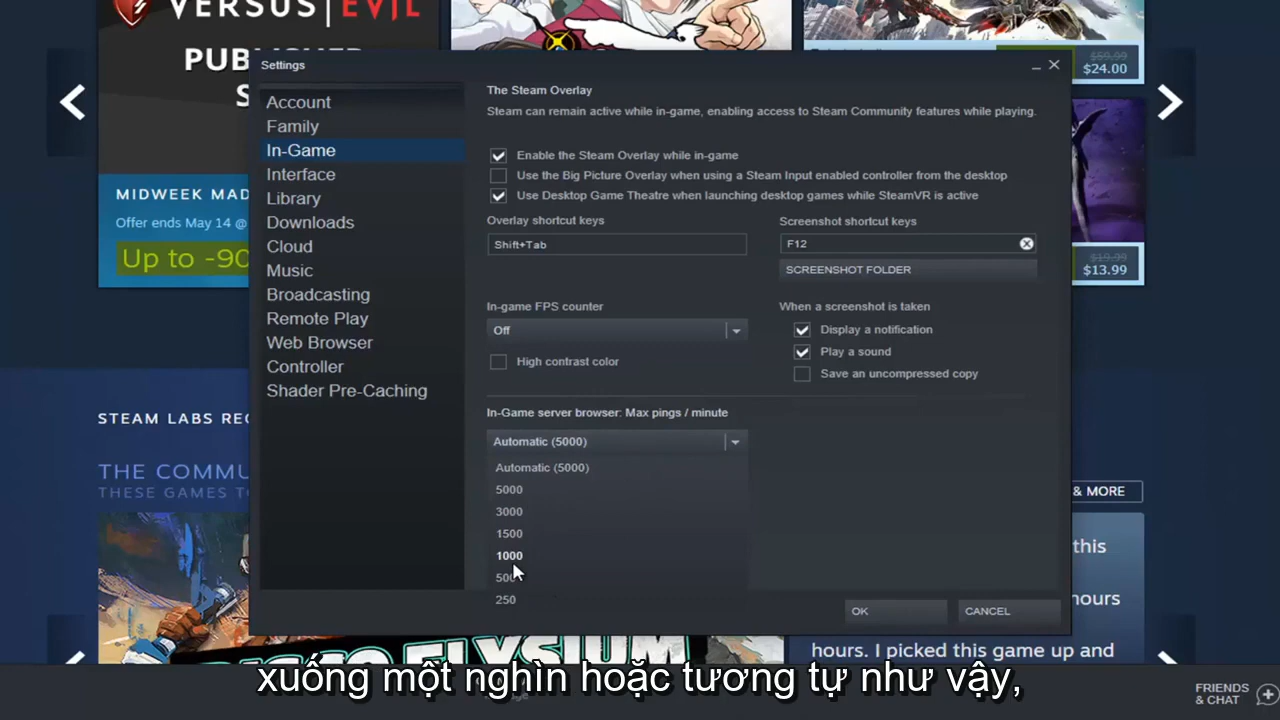 VERSUS|EVIL
PUBLISHER
S
MIDWEEK MAD
Offer ends May 14 @
Up to -90
$59.99
$24.00
$19.99
$13.99
Settings
Account
Family
In-Game
Interface
Library
Downloads
Cloud
Music
Broadcasting
Remote Play
Web Browser
Controller
Shader Pre-Caching
The Steam Overlay
Steam can remain active while in-game, enabling access to Steam Community features while playing.
Enable the Steam Overlay while in-game
Use the Big Picture Overlay when using a Steam Input enabled controller from the desktop
Use Desktop Game Theatre when launching desktop games while SteamVR is active
Overlay shortcut keys
Shift+Tab
Screenshot shortcut keys
F12
SCREENSHOT FOLDER
In-game FPS counter
Off
High contrast color
When a screenshot is taken
Display a notification
Play a sound
Save an uncompressed copy
In-Game server browser: Max pings / minute
Automatic (5000)
Automatic (5000)
5000
3000
1500
1000
500
250
OK
CANCEL
STEAM LABS REC
THE COMMU
THESE GAMES TO
& MORE
this
hours
hours. I picked this game up and
ELYSIUM
xuống một nghìn hoặc tương tự như vậy,
FRIENDS
& CHAT